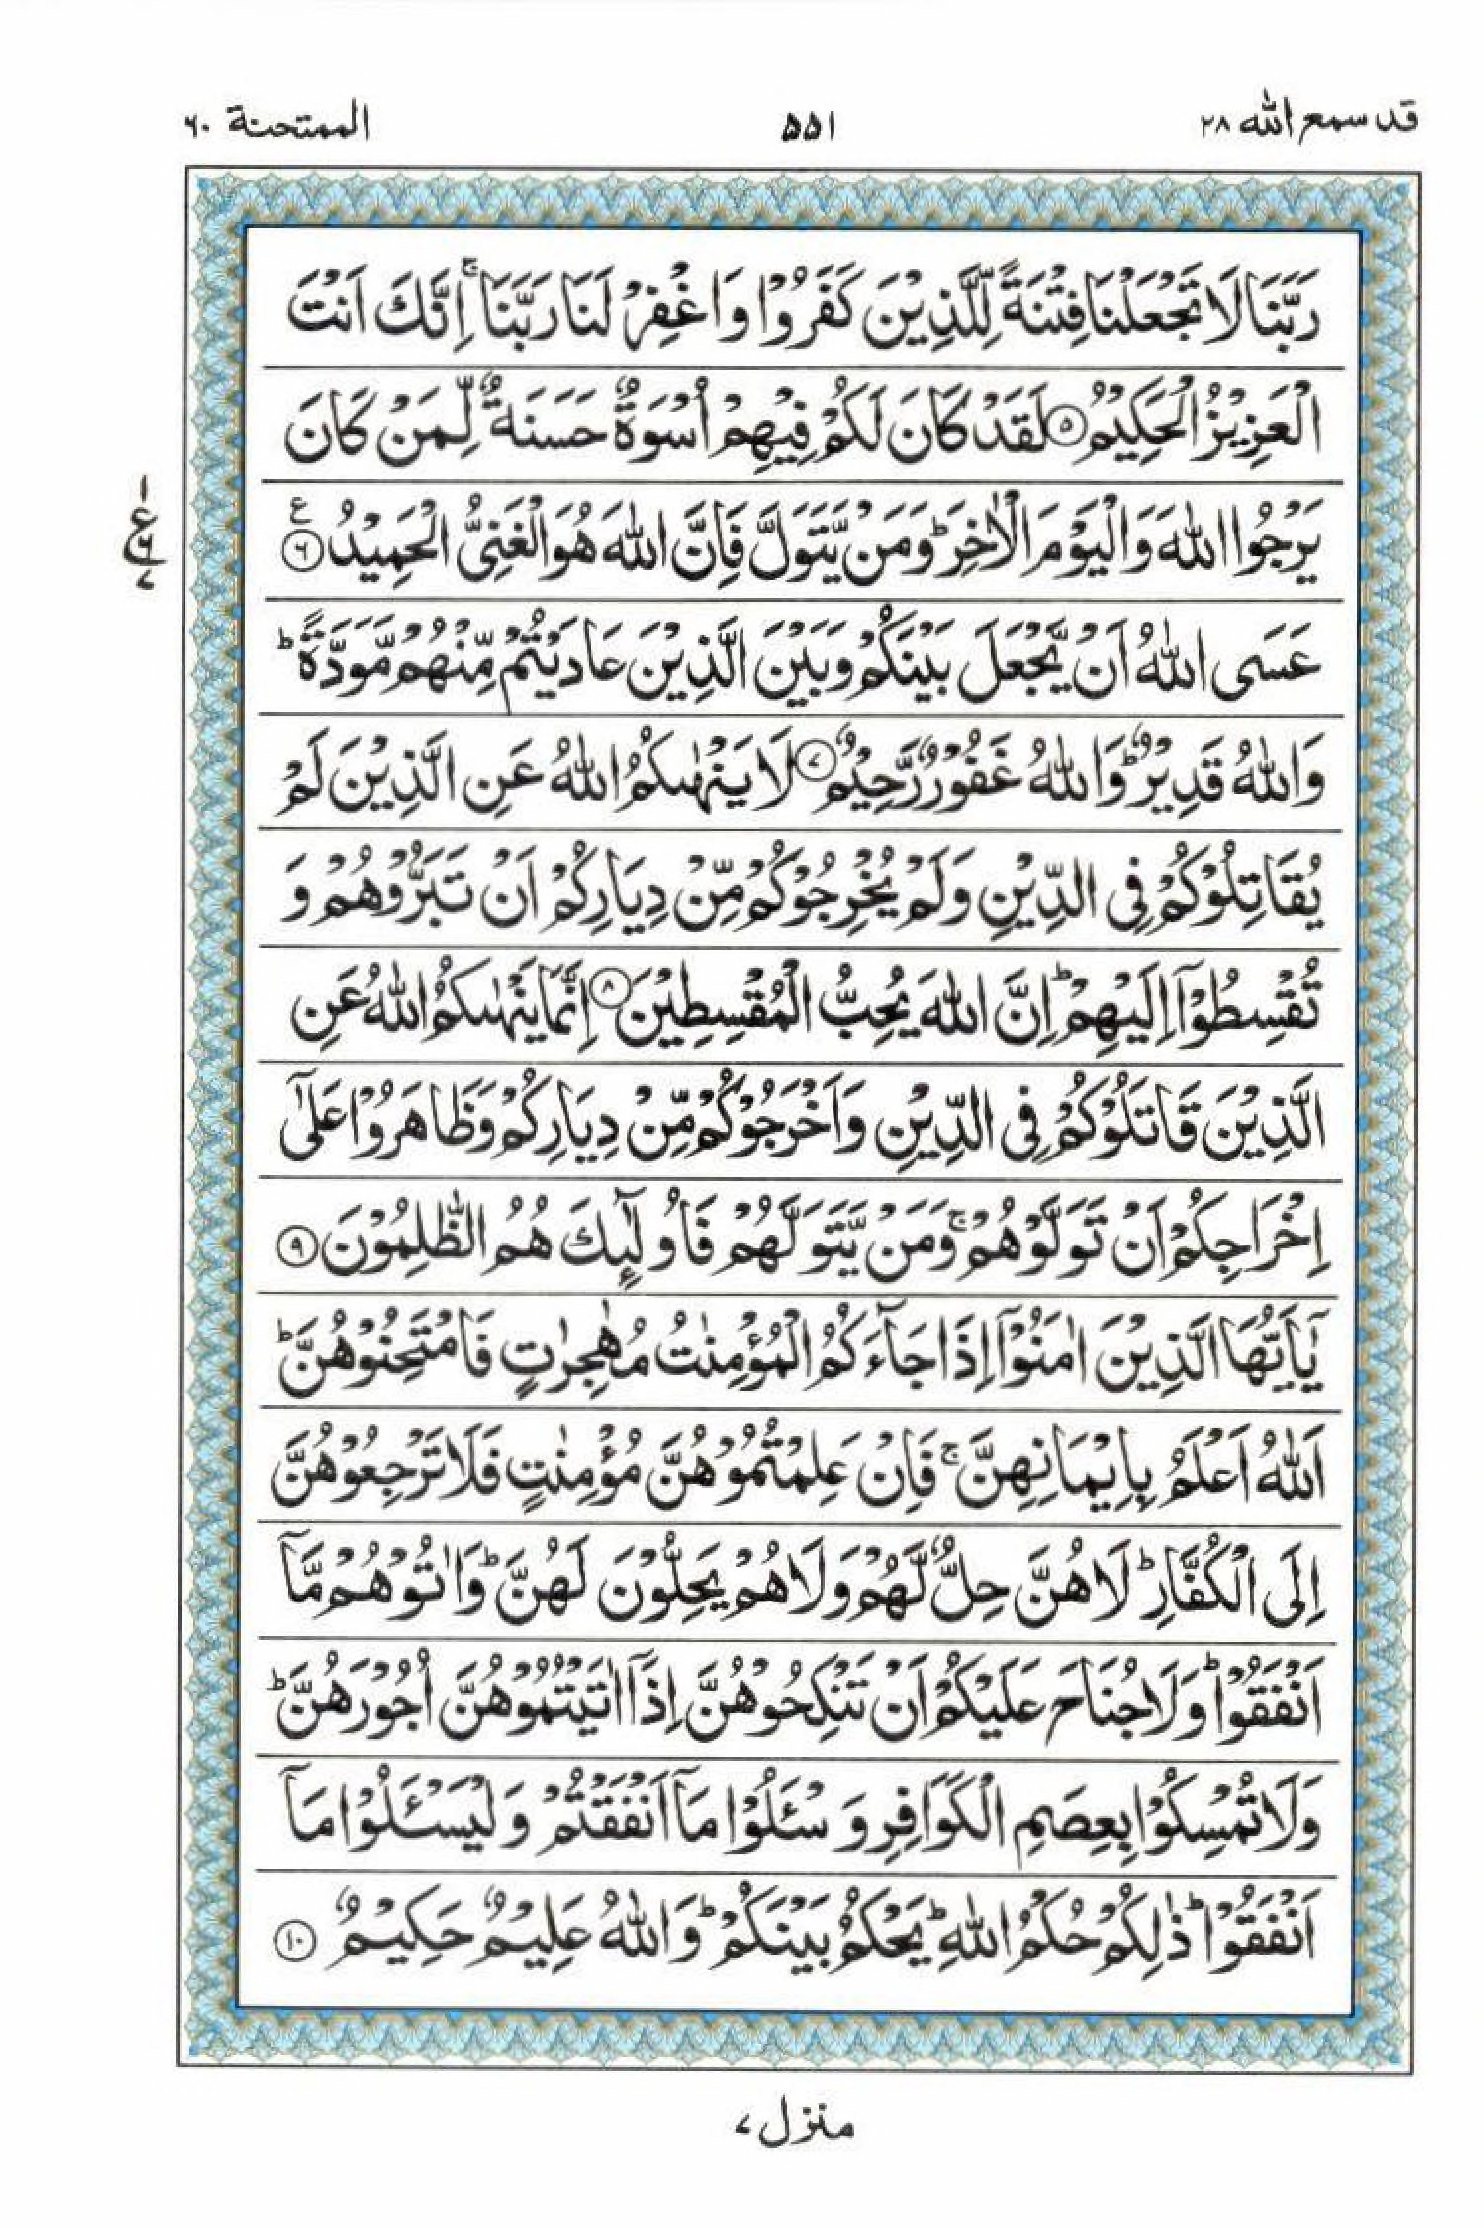 قد سمع الله ٢٨
۵۵۱
الممتحنة ٦٠
رَبَّنَا لَا تَجْعَلْنَا فِتْنَةً لِّلَّذِيْنَ كَفَرُوْا وَاغْفِرْ لَنَا رَبَّنَا ۚ اِنَّكَ اَنْتَ
الْعَزِيْزُ الْحَكِيْمُ ۝٥ لَقَدْ كَانَ لَكُمْ فِيْهِمْ اُسْوَةٌ حَسَنَةٌ لِّمَنْ كَانَ
يَرْجُوا اللّٰهَ وَالْيَوْمَ الْاٰخِرَ ؕ وَمَنْ يَّتَوَلَّ فَاِنَّ اللّٰهَ هُوَ الْغَنِىُّ الْحَمِيْدُ ۝٦ ع
١
ع
٦
٧
عَسَى اللّٰهُ اَنْ يَّجْعَلَ بَيْنَكُمْ وَبَيْنَ الَّذِيْنَ عَادَيْتُمْ مِّنْهُمْ مَّوَدَّةً ؕ
وَاللّٰهُ قَدِيْرٌ ؕ وَاللّٰهُ غَفُوْرٌ رَّحِيْمٌ ۝٧ لَا يَنْهٰىكُمُ اللّٰهُ عَنِ الَّذِيْنَ لَمْ
يُقَاتِلُوْكُمْ فِى الدِّيْنِ وَلَمْ يُخْرِجُوْكُمْ مِّنْ دِيَارِكُمْ اَنْ تَبَرُّوْهُمْ وَ
تُقْسِطُوْٓا اِلَيْهِمْ ؕ اِنَّ اللّٰهَ يُحِبُّ الْمُقْسِطِيْنَ ۝٨ اِنَّمَا يَنْهٰىكُمُ اللّٰهُ عَنِ
الَّذِيْنَ قَاتَلُوْكُمْ فِى الدِّيْنِ وَاَخْرَجُوْكُمْ مِّنْ دِيَارِكُمْ وَظَاهَرُوْا عَلٰٓى
اِخْرَاجِكُمْ اَنْ تَوَلَّوْهُمْ ۚ وَمَنْ يَّتَوَلَّهُمْ فَاُولٰٓئِكَ هُمُ الظّٰلِمُوْنَ ۝٩
يٰۤاَيُّهَا الَّذِيْنَ اٰمَنُوْٓا اِذَا جَآءَكُمُ الْمُؤْمِنٰتُ مُهٰجِرٰتٍ فَامْتَحِنُوْهُنَّ ؕ
اَللّٰهُ اَعْلَمُ بِاِيْمَانِهِنَّ ۚ فَاِنْ عَلِمْتُمُوْهُنَّ مُؤْمِنٰتٍ فَلَا تَرْجِعُوْهُنَّ
اِلَى الْكُفَّارِ ؕ لَا هُنَّ حِلٌّ لَّهُمْ وَلَا هُمْ يَحِلُّوْنَ لَهُنَّ ؕ وَاٰتُوْهُمْ مَّآ
اَنْفَقُوْا ؕ وَلَا جُنَاحَ عَلَيْكُمْ اَنْ تَنْكِحُوْهُنَّ اِذَآ اٰتَيْتُمُوْهُنَّ اُجُوْرَهُنَّ ؕ
وَلَا تُمْسِكُوْا بِعِصَمِ الْكَوَافِرِ وَ سْئَلُوْا مَآ اَنْفَقْتُمْ وَلْيَسْئَلُوْا مَآ
اَنْفَقُوْا ؕ ذٰلِكُمْ حُكْمُ اللّٰهِ ؕ يَحْكُمُ بَيْنَكُمْ ؕ وَاللّٰهُ عَلِيْمٌ حَكِيْمٌ ۝١٠
منزل ٧